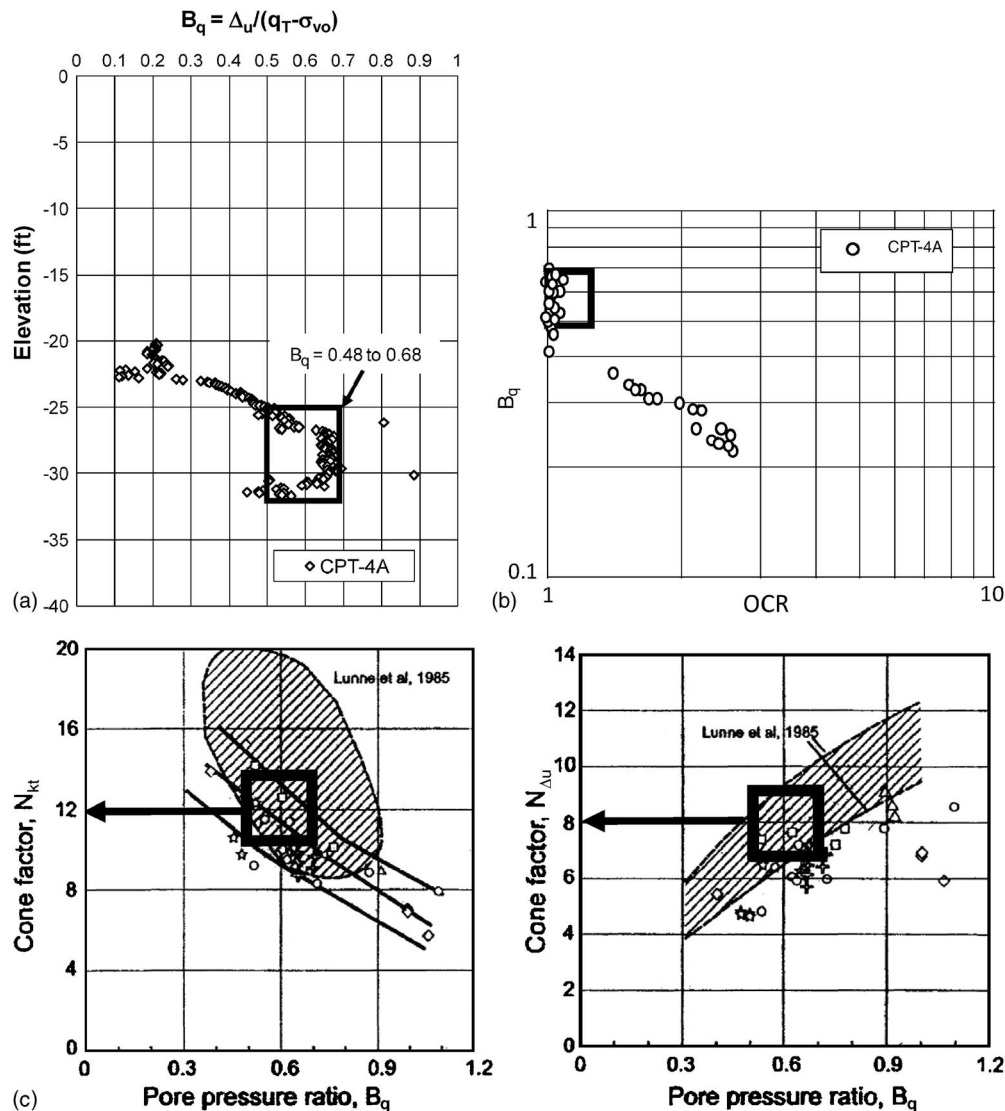 B_q = Δ_u/(q_T-σ_vo)
0 0.1 0.2 0.3 0.4 0.5 0.6 0.7 0.8 0.9 1
0
-5
-10
-15
-20
-25
-30
-35
-40
Elevation (ft)
B_q = 0.48 to 0.68
CPT-4A
(a)
1
0.1
B_q
CPT-4A
1
10
OCR
(b)
20
16
12
8
4
0
Cone factor, N_kt
Lunne et al, 1985
0 0.3 0.6 0.9 1.2
Pore pressure ratio, B_q
(c)
14
12
10
8
6
4
2
0
Cone factor, N_Δu
Lunne et al, 1985
0 0.3 0.6 0.9 1.2
Pore pressure ratio, B_q